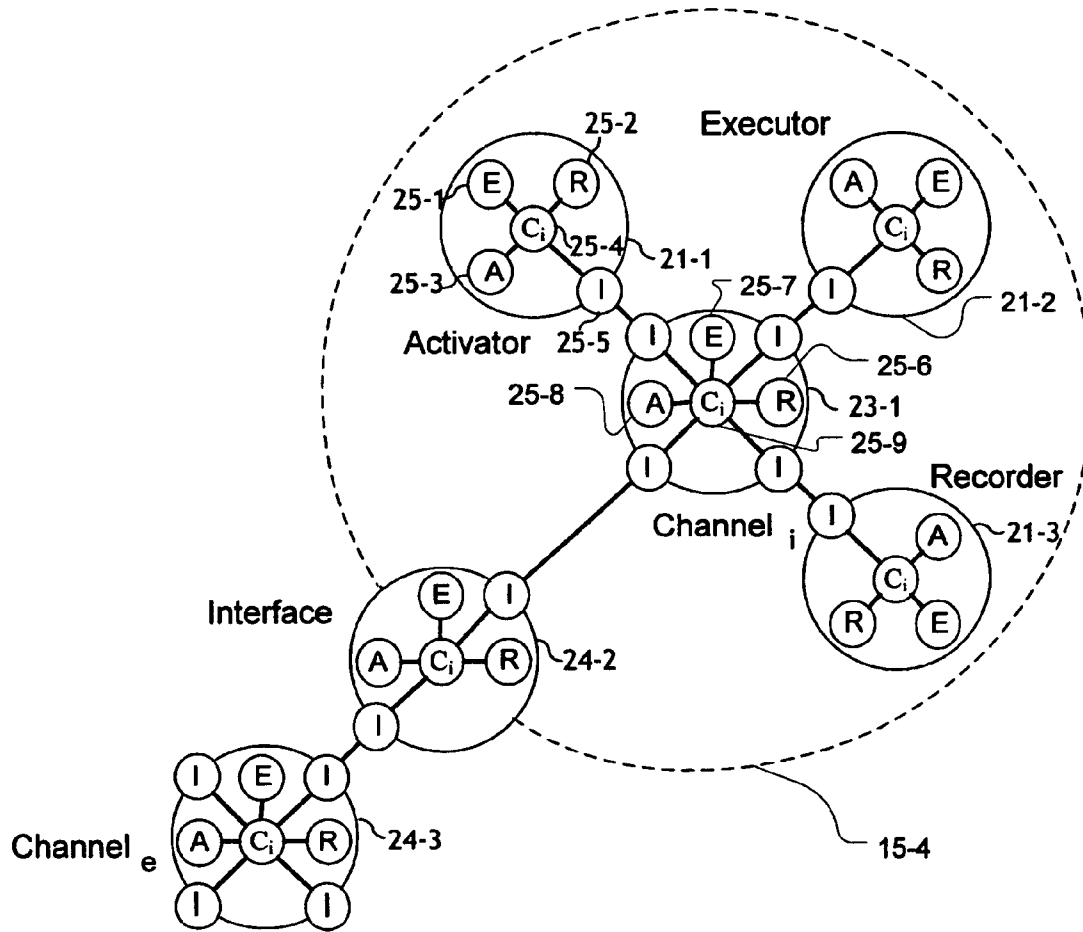 Executor
25-2
E
R
A
E
25-1
C i
25-4
C i
A
25-3
21-1
R
25-7
I
I
21-2
Activator
25-5
I
E
I
25-6
25-8
A
C i
R
23-1
25-9
I
I
Recorder
Channel i
I
A
21-3
C i
E
I
R
E
Interface
A
C i
R
24-2
I
I
E
I
A
C i
R
24-3
15-4
Channel e
I
I